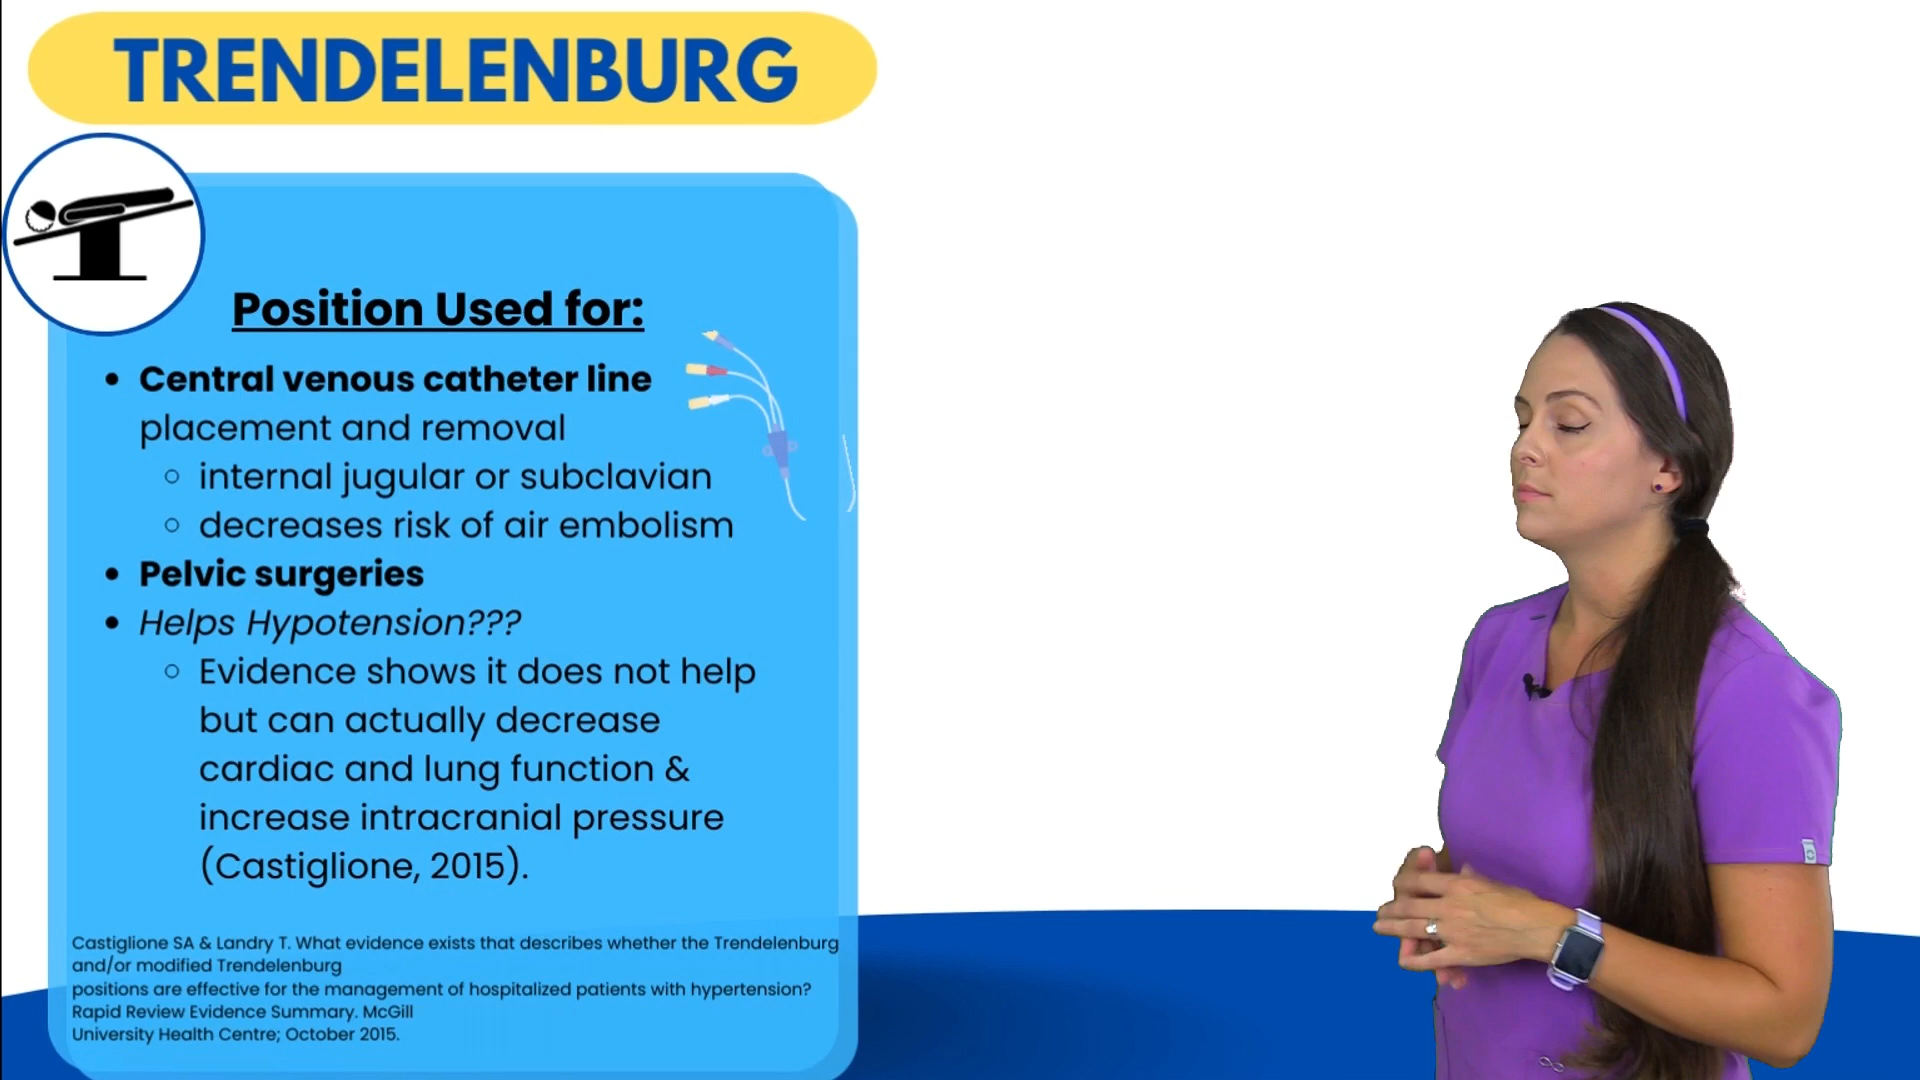 TRENDELENBURG
Position Used for:
• Central venous catheter line
placement and removal
○ internal jugular or subclavian
○ decreases risk of air embolism
• Pelvic surgeries
• Helps Hypotension???
○ Evidence shows it does not help
but can actually decrease
cardiac and lung function &
increase intracranial pressure
(Castiglione, 2015).
Castiglione SA & Landry T. What evidence exists that describes whether the Trendelenburg
and/or modified Trendelenburg
positions are effective for the management of hospitalized patients with hypertension?
Rapid Review Evidence Summary. McGill
University Health Centre; October 2015.